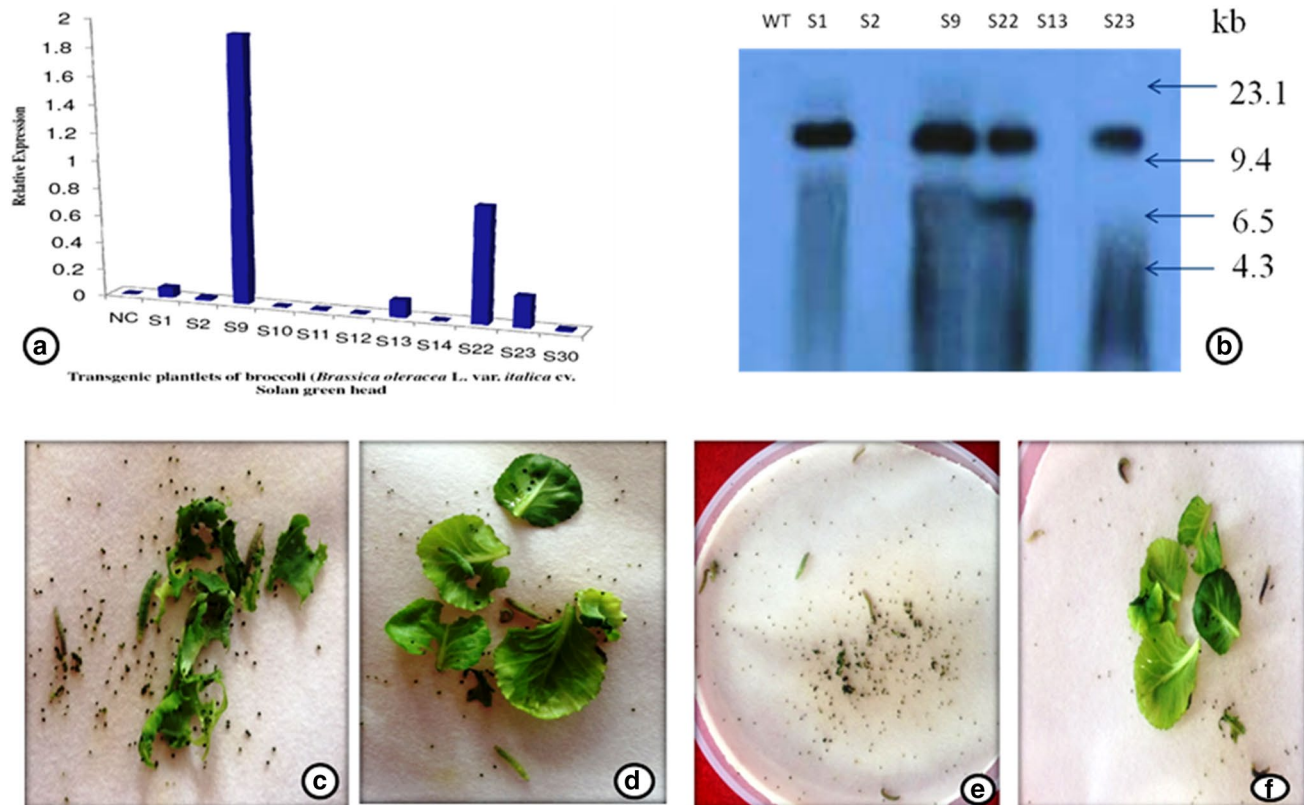 2
1.8
1.6
1.4
1.2
1
0.8
0.6
0.4
0.2
0
Relative Expression
NC S1 S2 S9 S10 S11 S12 S13 S14 S22 S23 S30
Transgenic plantlets of broccoli (Brassica oleracea L. var. italica cv.
Solan green head
a
WT S1 S2 S9 S22 S13 S23 kb
23.1
9.4
6.5
4.3
b
c
d
e
f